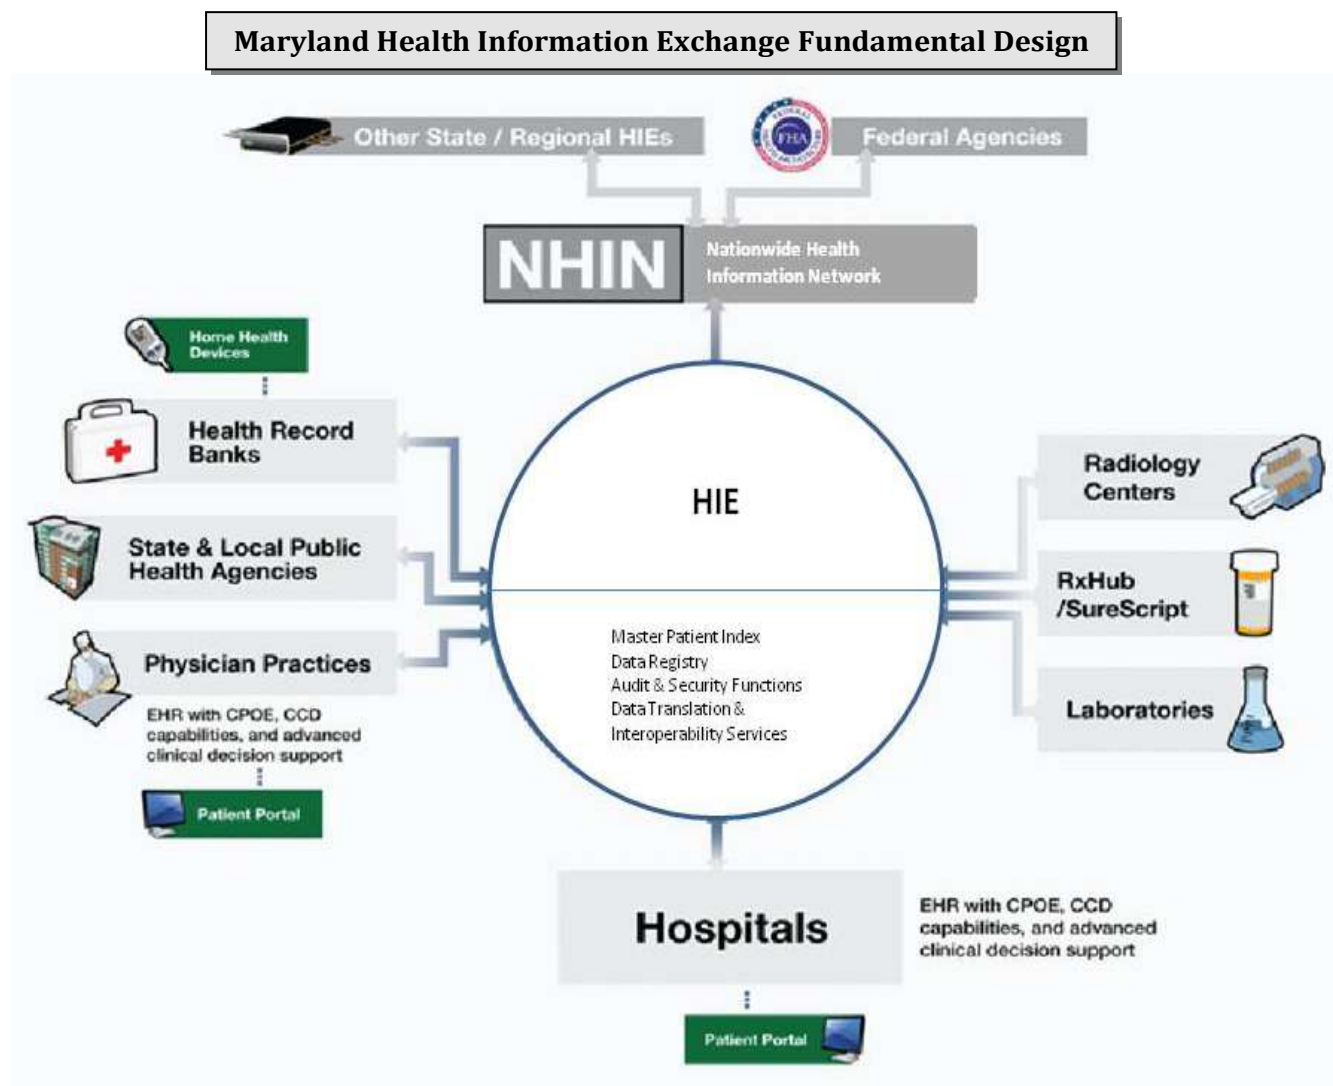 Maryland Health Information Exchange Fundamental Design
Other State / Regional HIEs
FEDERAL
FHA
Federal Agencies
NHIN
Nationwide Health
Information Network
Home Health
Devices
Health Record
Banks
State & Local Public
Health Agencies
Physician Practices
EHR with CPOE, CCD
capabilities, and advanced
clinical decision support
Patient Portal
HIE
Master Patient Index
Data Registry
Audit & Security Functions
Data Translation &
Interoperability Services
Radiology
Centers
RxHub
/SureScript
Laboratories
Hospitals
EHR with CPOE, CCD
capabilities, and advanced
clinical decision support
Patient Portal